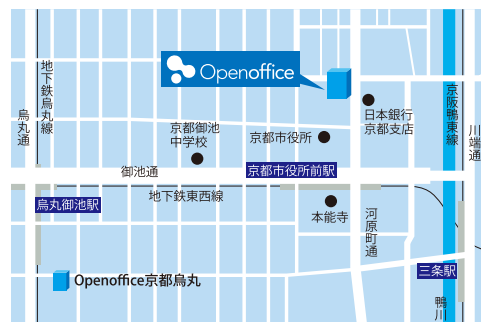 Openoffice
地下鉄烏丸線
烏丸通
京都御池
中学校
京都市役所
日本銀行
京都支店
京阪鴨東線
川端通
御池通
京都市役所前駅
地下鉄東西線
烏丸御池駅
本能寺
河原町通
三条駅
Openoffice京都烏丸
鴨川